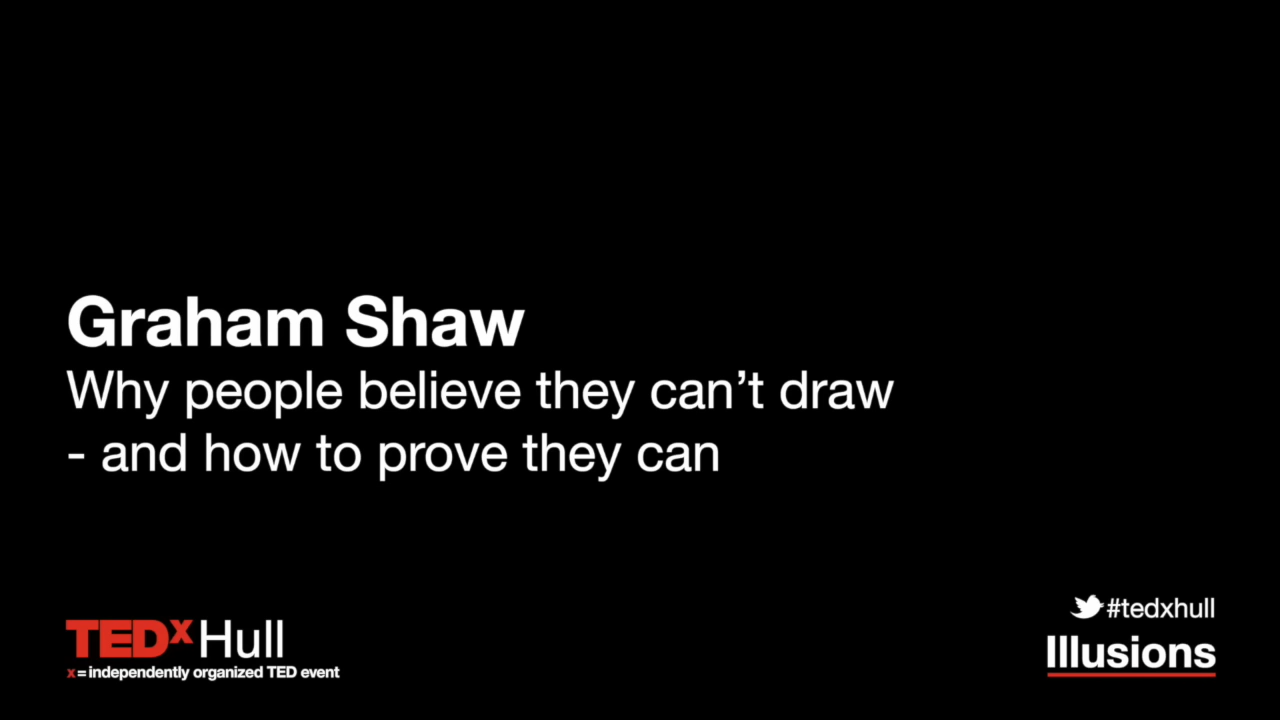 Graham Shaw
Why people believe they can’t draw
- and how to prove they can
#tedxhull
TEDx Hull
Illusions
x = independently organized TED event